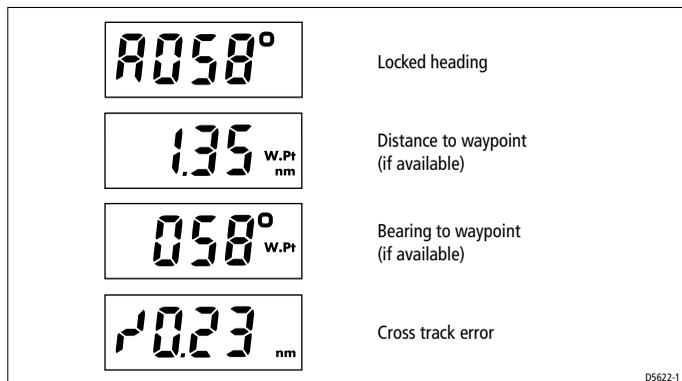 A058°
Locked heading
1.35 W.Pt nm
Distance to waypoint
(if available)
058° W.Pt
Bearing to waypoint
(if available)
0.23 nm
Cross track error
D5622-1